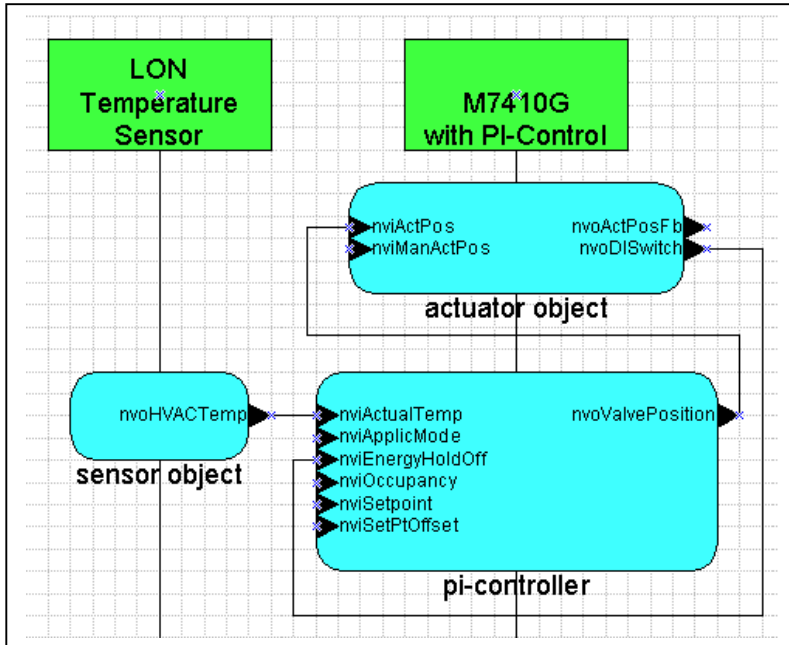 LON
Temperature
Sensor
M7410G
with PI-Control
nviActPos
nviManActPos
nvoActPosFb
nvoDISwitch
actuator object
nvoHVACTemp
sensor object
nviActualTemp
nviApplicMode
nviEnergyHoldOff
nviOccupancy
nviSetpoint
nviSetPtOffset
nvoValvePosition
pi-controller